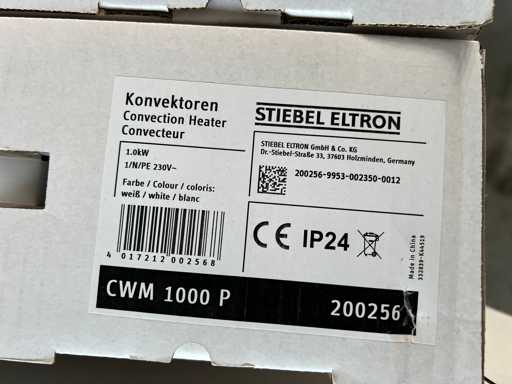 Konvektoren
Convection Heater
Convecteur
1.0kW
1/N/PE 230V~
Farbe / Colour / coloris:
weiß / white / blanc
4 017212 002568
STIEBEL ELTRON
STIEBEL ELTRON GmbH & Co. KG
Dr.-Stiebel-Straße 33, 37603 Holzminden, Germany
200256-9953-002350-0012
CE IP24
Made in China
CWM 1000 P
200256